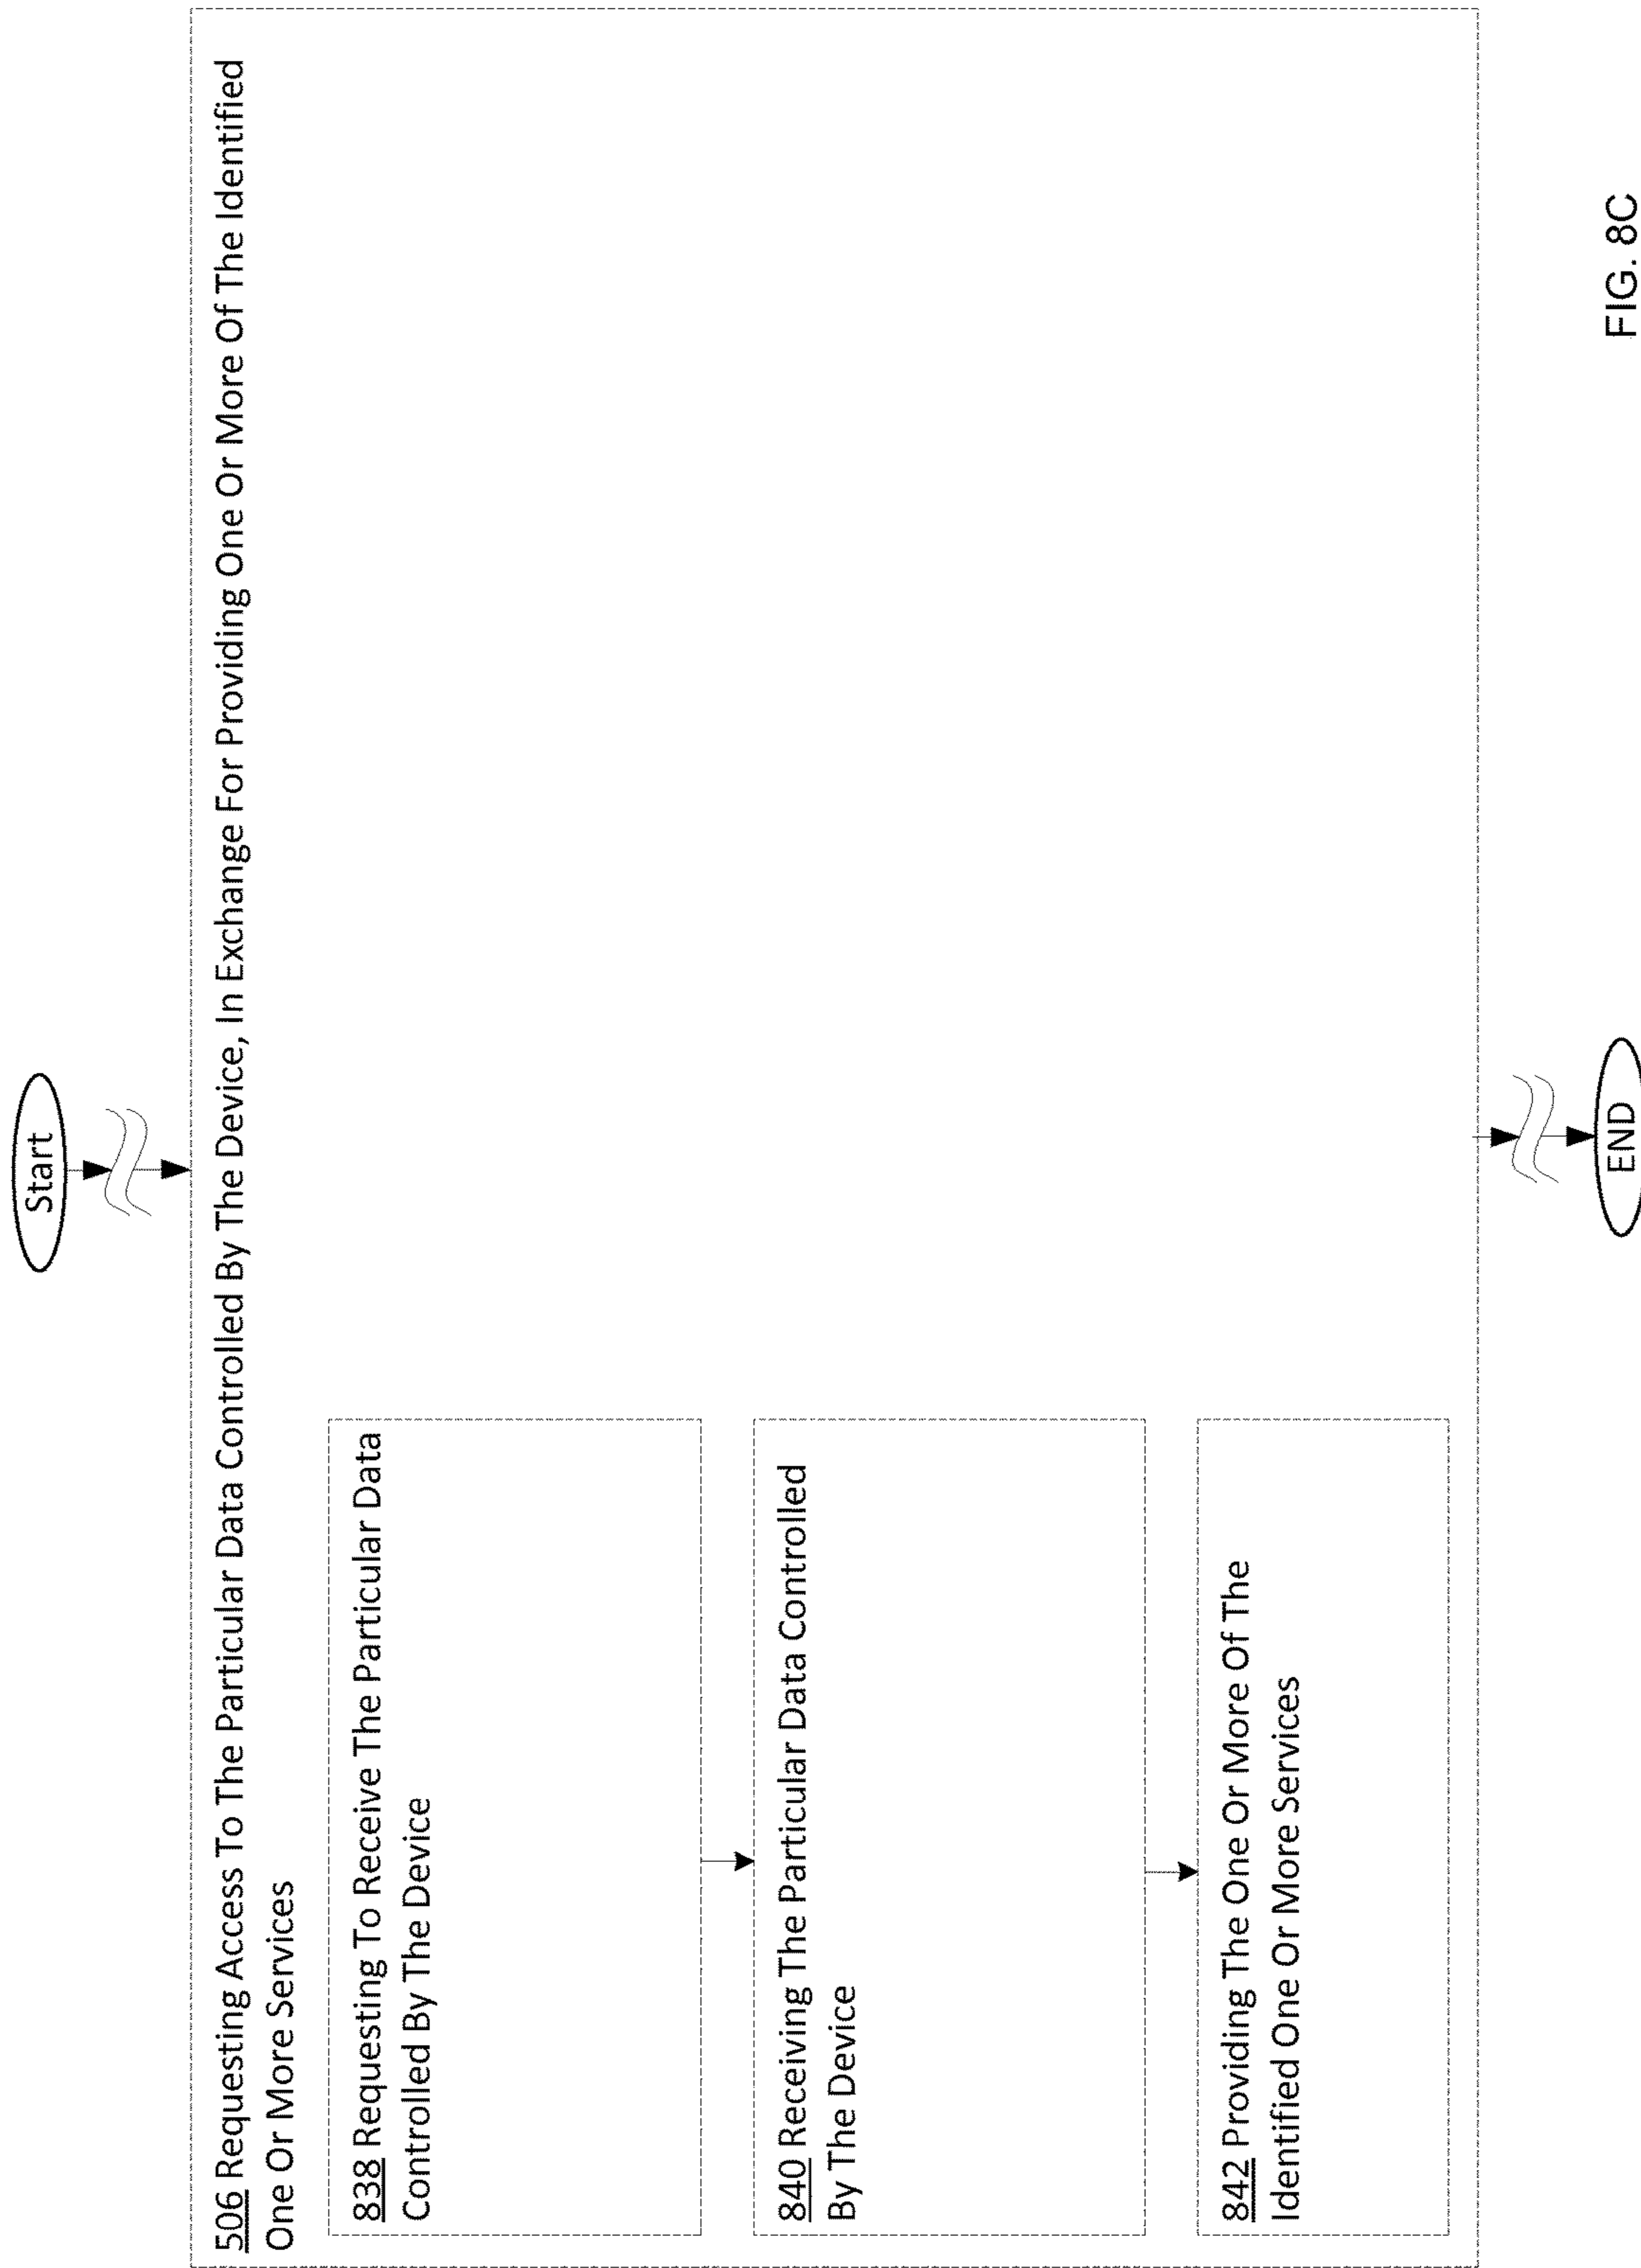 Start
506 Requesting Access To The Particular Data Controlled By The Device, In Exchange For Providing One Or More Of The Identified
One Or More Services
838 Requesting To Receive The Particular Data
Controlled By The Device
840 Receiving The Particular Data Controlled
By The Device
842 Providing The One Or More Of The
Identified One Or More Services
END
FIG. 8C